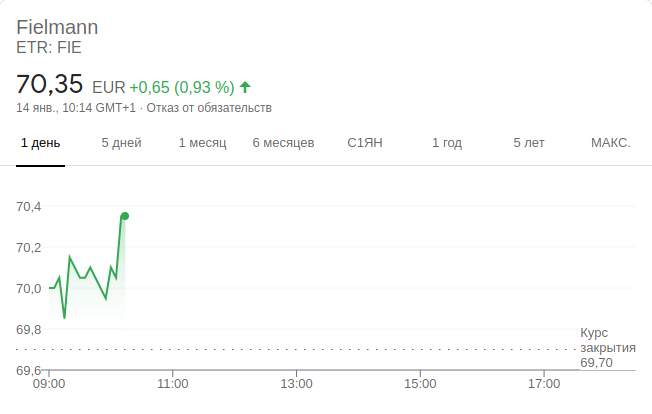 Fielmann
ETR: FIE
70,35 EUR +0,65 (0,93 %)
14 янв., 10:14 GMT+1 · Отказ от обязательств
1 день 5 дней 1 месяц 6 месяцев С1ЯН 1 год 5 лет МАКС.
70,4
70,2
70,0
69,8
Курс
закрытия
69,70
69,6
09:00 11:00 13:00 15:00 17:00